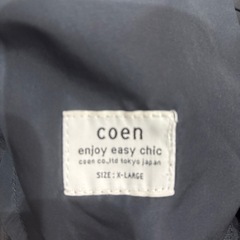 coen
enjoy easy chic
coen co.,ltd tokyo japan
SIZE: X-LARGE